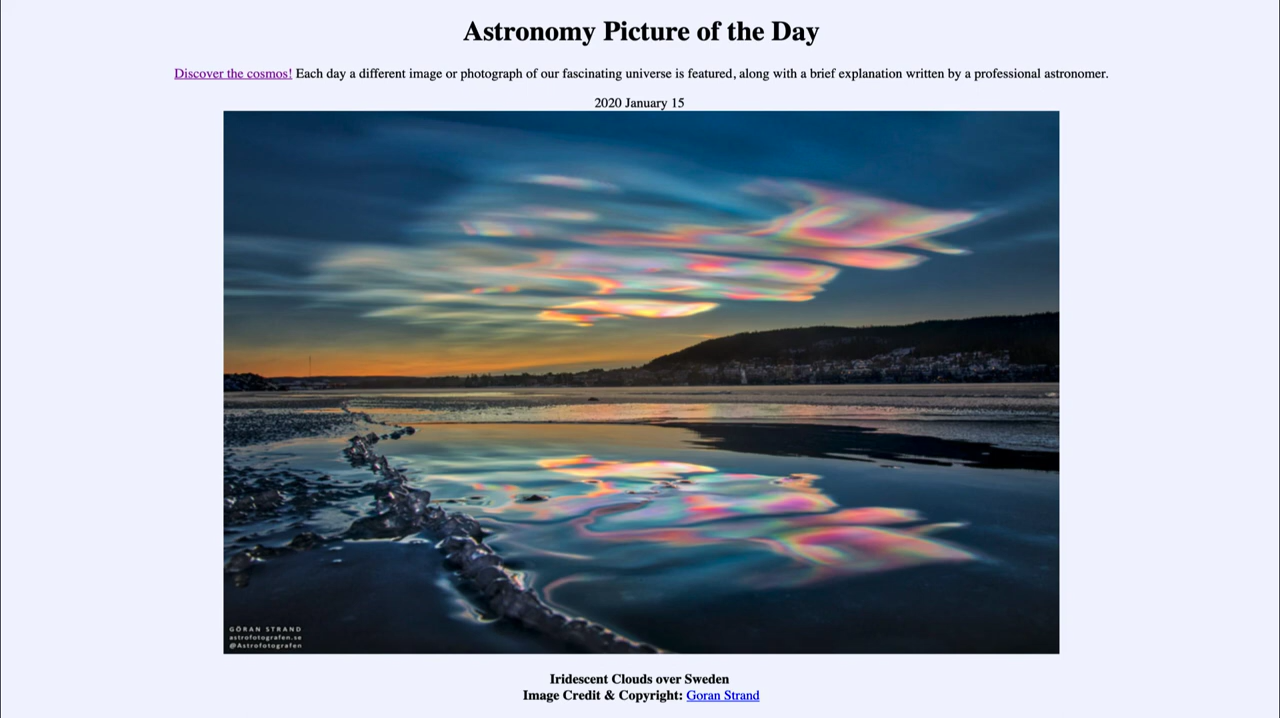 Astronomy Picture of the Day
Discover the cosmos! Each day a different image or photograph of our fascinating universe is featured, along with a brief explanation written by a professional astronomer.
2020 January 15
GÖRAN STRAND
astrofotografen.se
@Astrofotografen
Iridescent Clouds over Sweden
Image Credit & Copyright: Goran Strand